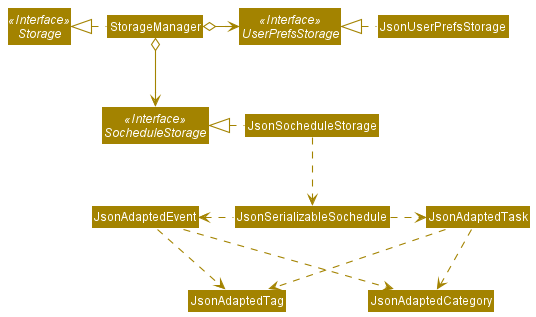 «Interface»
Storage
StorageManager
«Interface»
UserPrefsStorage
JsonUserPrefsStorage
«Interface»
SocheduleStorage
JsonSocheduleStorage
JsonAdaptedEvent
JsonSerializableSochedule
JsonAdaptedTask
JsonAdaptedTag
JsonAdaptedCategory